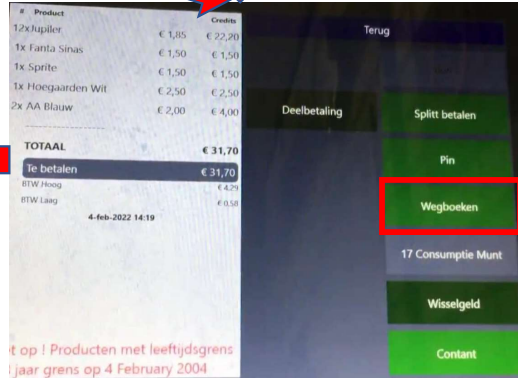 # Product Credits
12xJupiler € 1,85 € 22,20
1x Fanta Sinas € 1,50 € 1,50
1x Sprite € 1,50 € 1,50
1x Hoegaarden Wit € 2,50 € 2,50
2x AA Blauw € 2,00 € 4,00
TOTAAL € 31,70
Te betalen € 31,70
BTW Hoog € 4,29
BTW Laag € 0,58
4-feb-2022 14:19
t op ! Producten met leeftijdsgrens
jaar grens op 4 February 2004
Terug
Deelbetaling
Splitt betalen
Pin
Wegboeken
17 Consumptie Munt
Wisselgeld
Contant